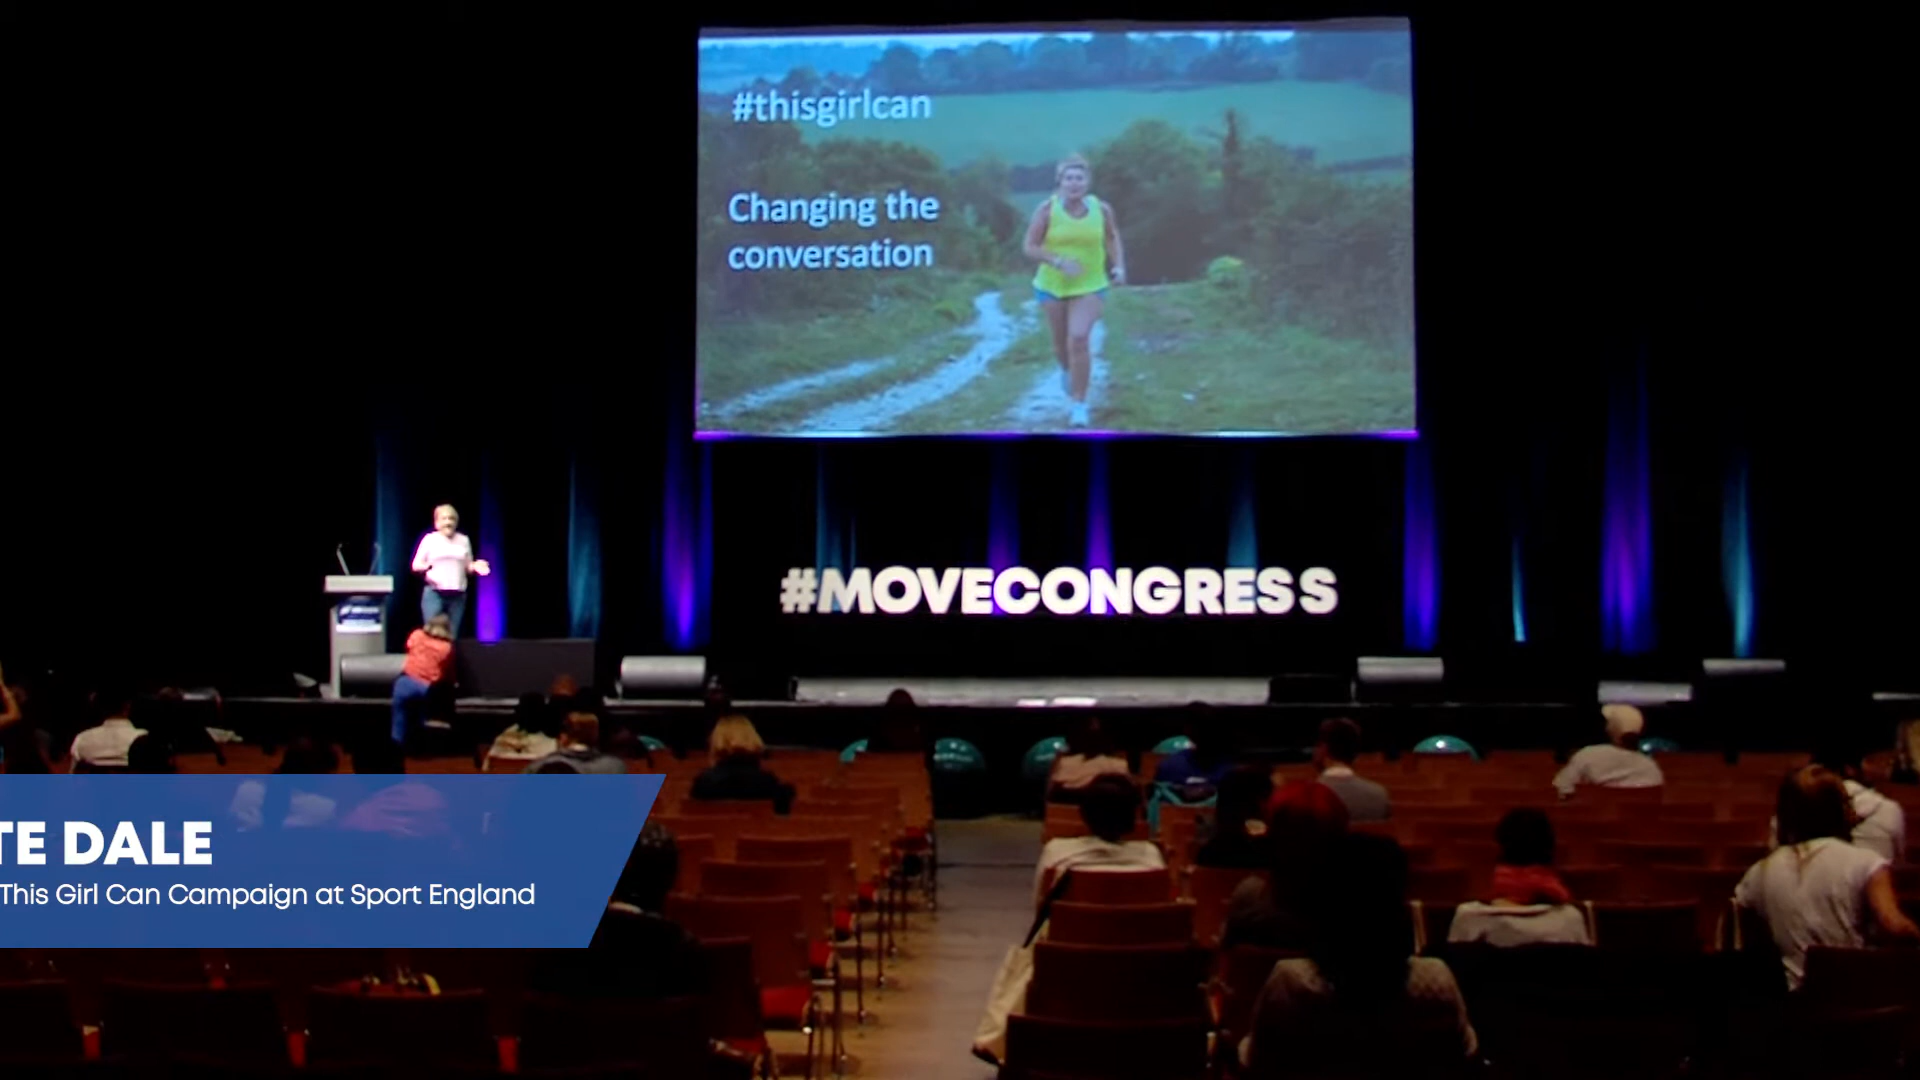 #thisgirlcan
Changing the
conversation
#MOVECONGRESS
TE DALE
This Girl Can Campaign at Sport England